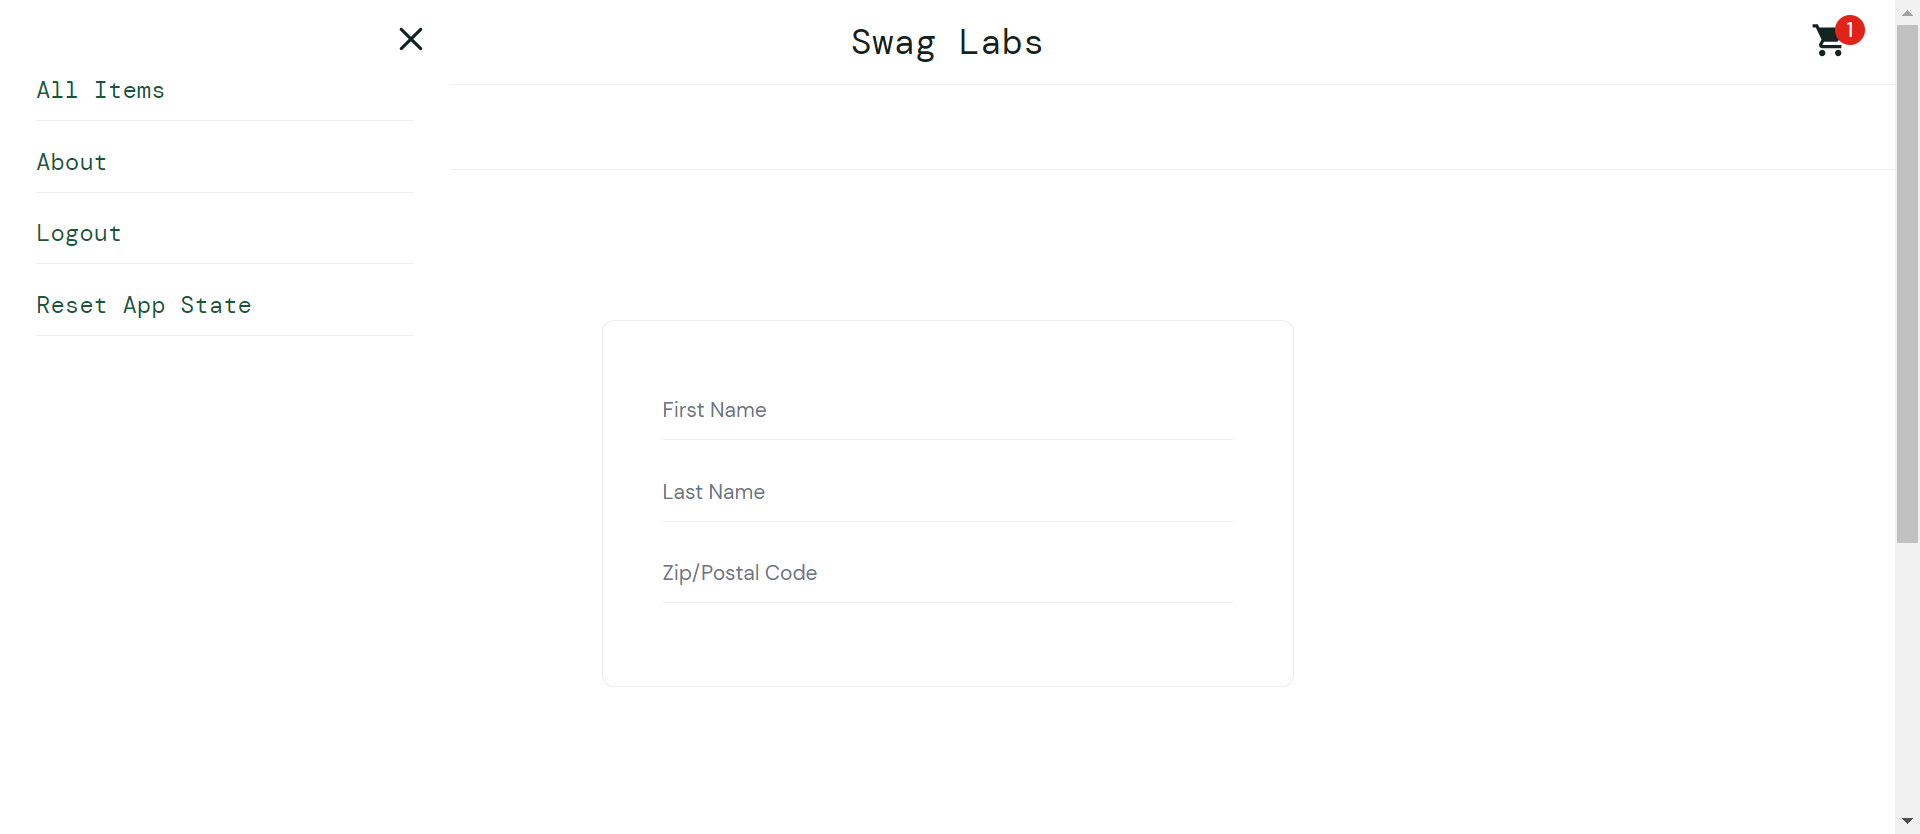 Swag Labs
1
All Items
About
Logout
Reset App State
First Name
Last Name
Zip/Postal Code